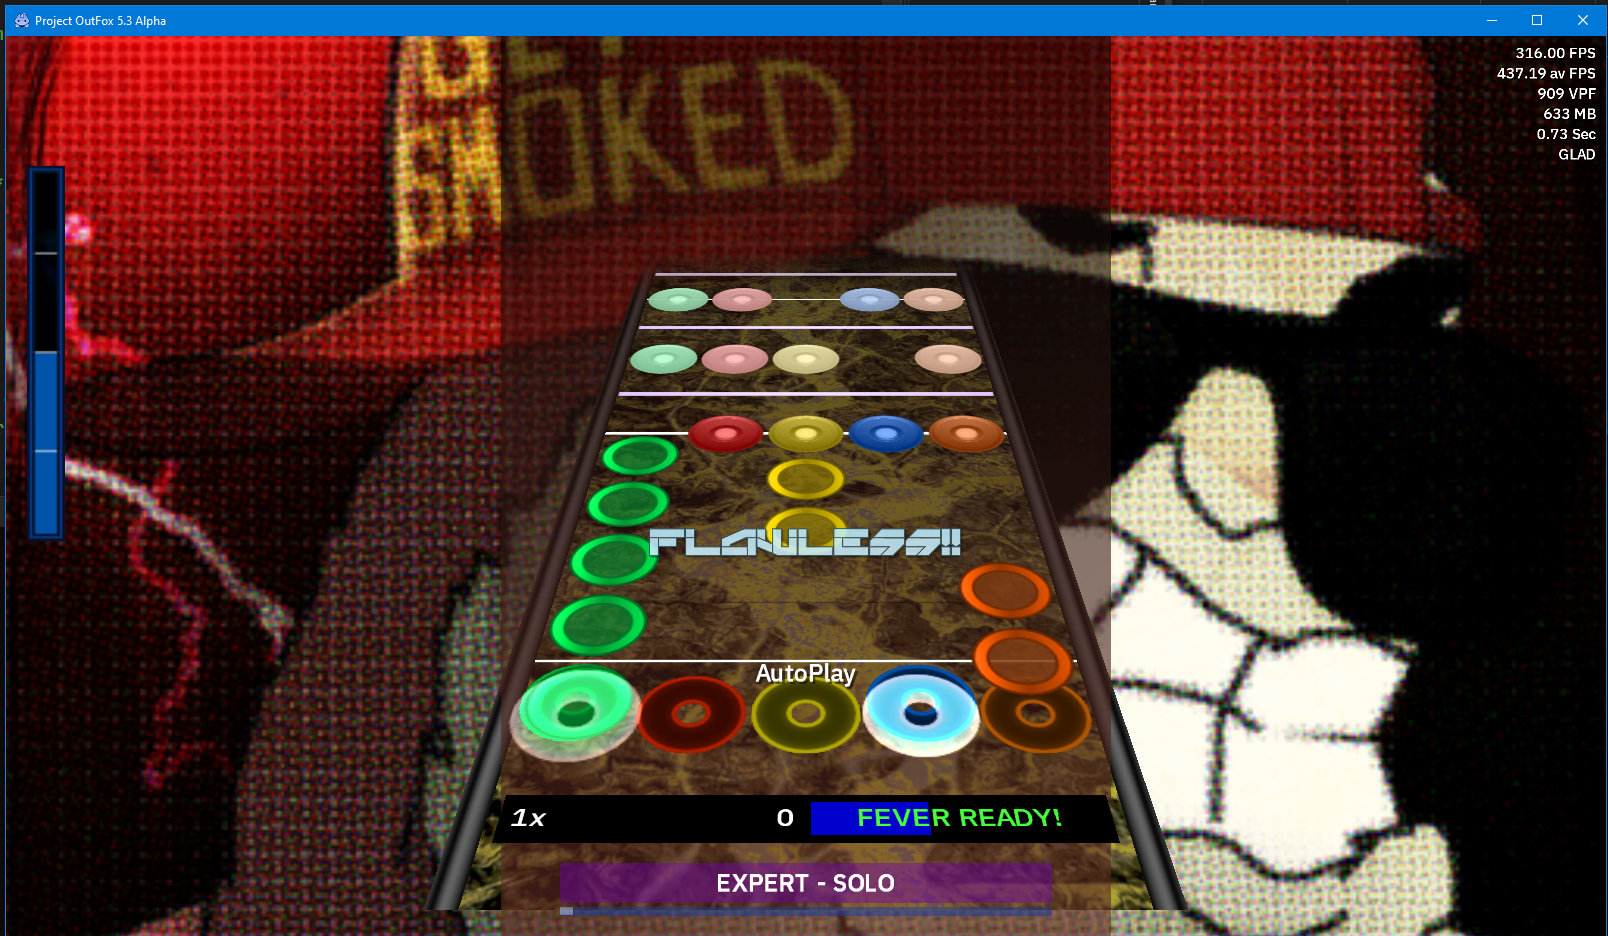 Project OutFox 5.3 Alpha
316.00 FPS
437.19 av FPS
909 VPF
633 MB
0.73 Sec
GLAD
FLAWLESS!!
AutoPlay
1x
0
FEVER READY!
EXPERT - SOLO